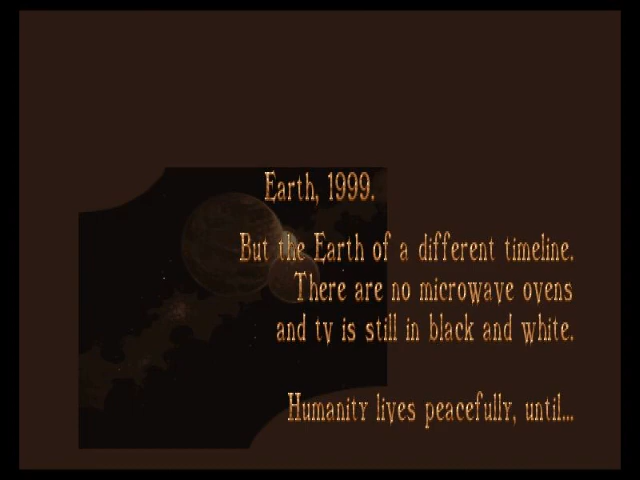 Earth, 1999.
But the Earth of a different timeline.
There are no microwave ovens
and tv is still in black and white.
Humanity lives peacefully, until...